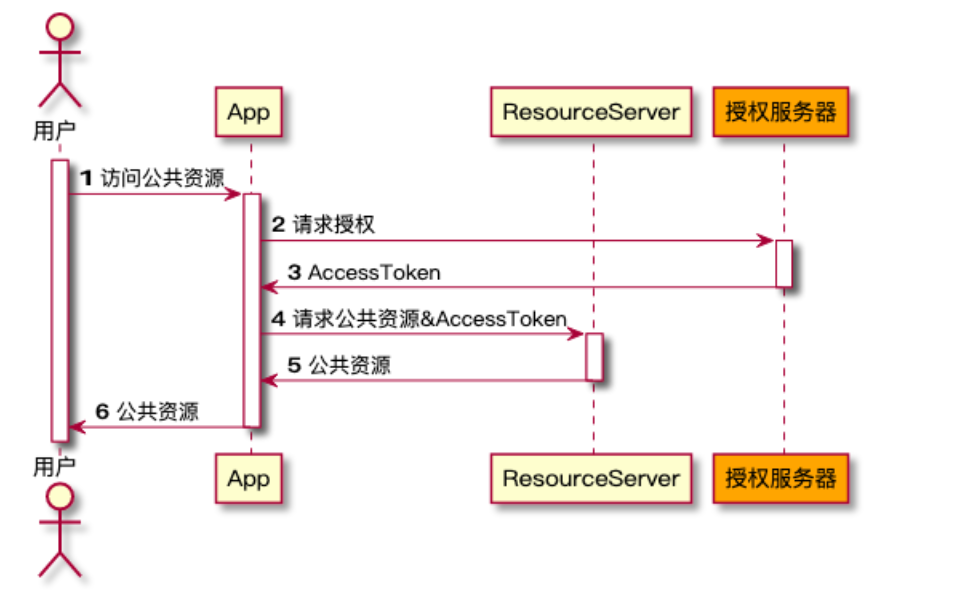 用户
App
ResourceServer
授权服务器
1 访问公共资源
2 请求授权
3 AccessToken
4 请求公共资源&AccessToken
5 公共资源
6 公共资源
用户
App
ResourceServer
授权服务器